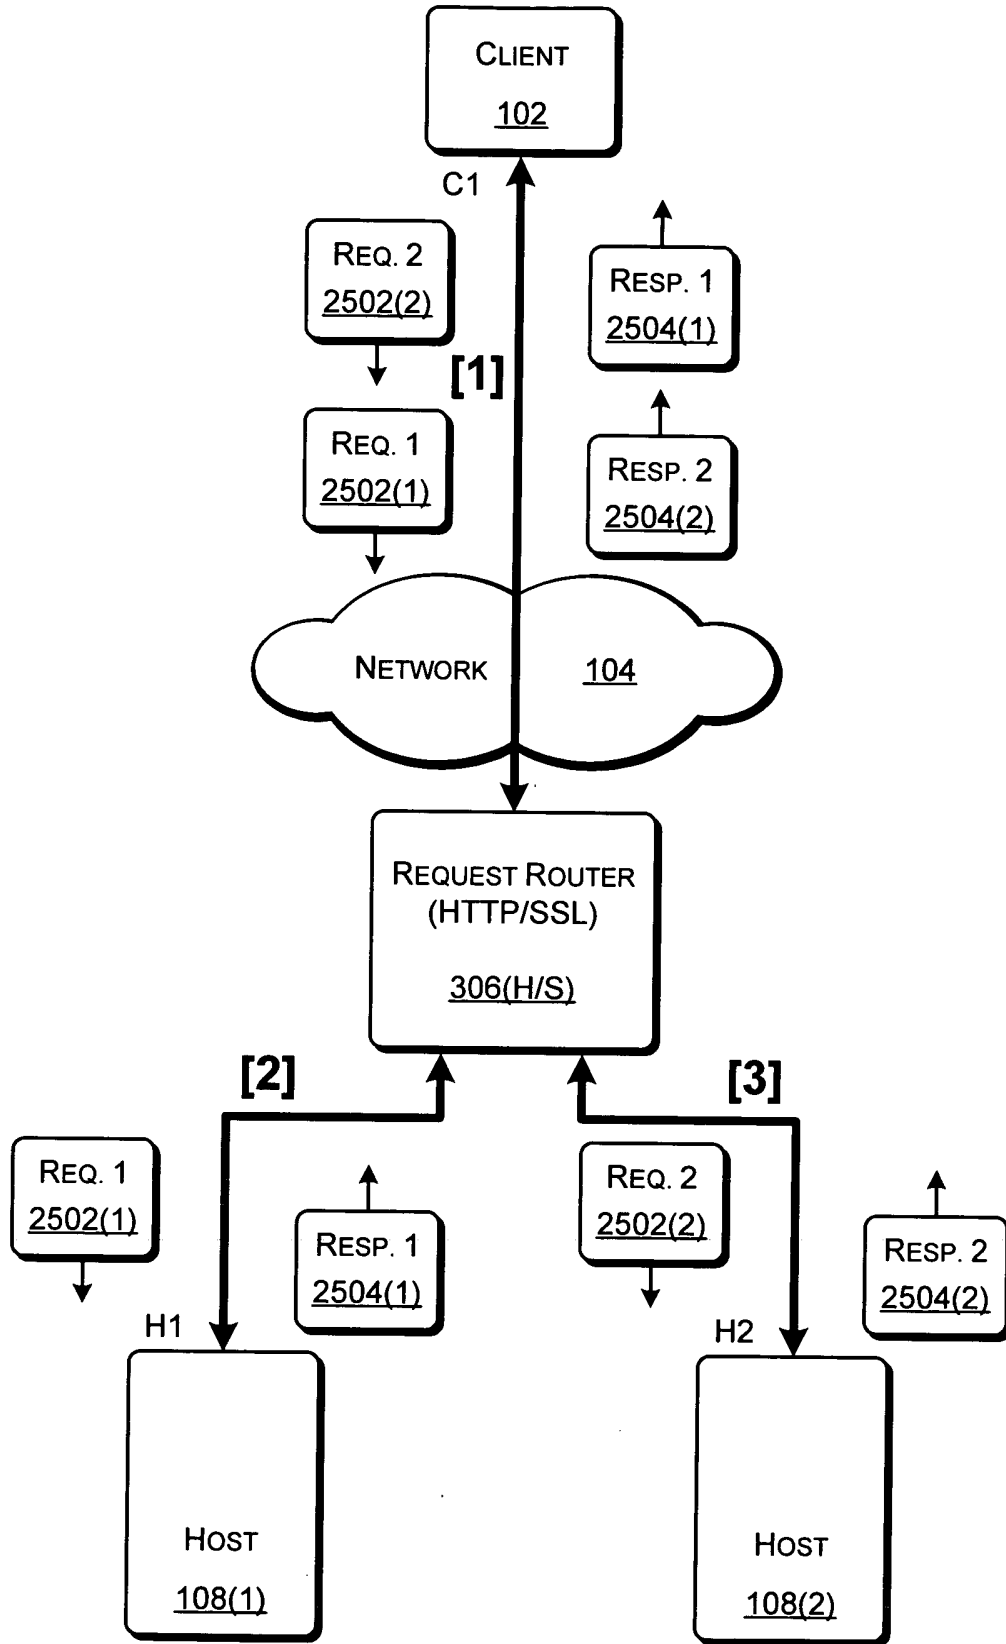 CLIENT
102
C1
REQ. 2
2502(2)
RESP. 1
2504(1)
[1]
REQ. 1
2502(1)
RESP. 2
2504(2)
NETWORK 104
REQUEST ROUTER
(HTTP/SSL)
306(H/S)
[2]
[3]
REQ. 1
2502(1)
RESP. 1
2504(1)
REQ. 2
2502(2)
RESP. 2
2504(2)
H1
H2
HOST
108(1)
HOST
108(2)